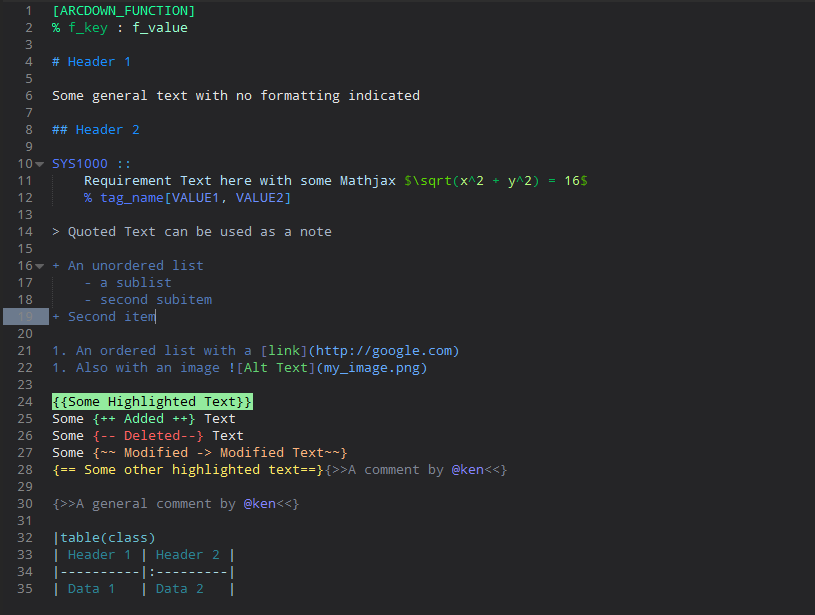 1 [ARCDOWN_FUNCTION]
2 % f_key : f_value
3
4 # Header 1
5
6 Some general text with no formatting indicated
7
8 ## Header 2
9
10 SYS1000 ::
11     Requirement Text here with some Mathjax $\sqrt(x^2 + y^2) = 16$
12     % tag_name[VALUE1, VALUE2]
13
14 > Quoted Text can be used as a note
15
16 + An unordered list
17     - a sublist
18     - second subitem
19 + Second item
20
21 1. An ordered list with a [link](http://google.com)
22 1. Also with an image ![Alt Text](my_image.png)
23
24 {{Some Highlighted Text}}
25 Some {++ Added ++} Text
26 Some {-- Deleted--} Text
27 Some {~~ Modified -> Modified Text~~}
28 {== Some other highlighted text==}{>>A comment by @ken<<}
29
30 {>>A general comment by @ken<<}
31
32 |table(class)
33 | Header 1 | Header 2 |
34 |----------|:---------|
35 | Data 1   | Data 2   |